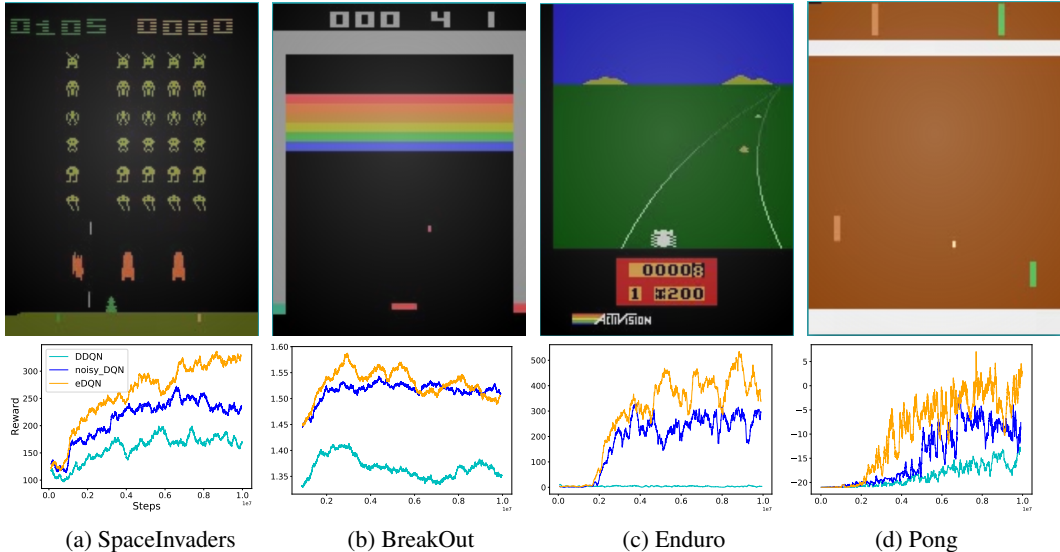 0105 0000
000 4 1
00008
1 200
ACTIVISION
DDQN
noisy_DQN
eDQN
Reward
300
250
200
150
100
0.0 0.2 0.4 0.6 0.8 1.0
1e7
Steps
1.60
1.55
1.50
1.45
1.40
1.35
0.2 0.4 0.6 0.8 1.0
1e7
500
400
300
200
100
0
0.0 0.2 0.4 0.6 0.8 1.0
1e7
5
0
−5
−10
−15
−20
0.0 0.2 0.4 0.6 0.8 1.0
1e7
(a) SpaceInvaders
(b) BreakOut
(c) Enduro
(d) Pong